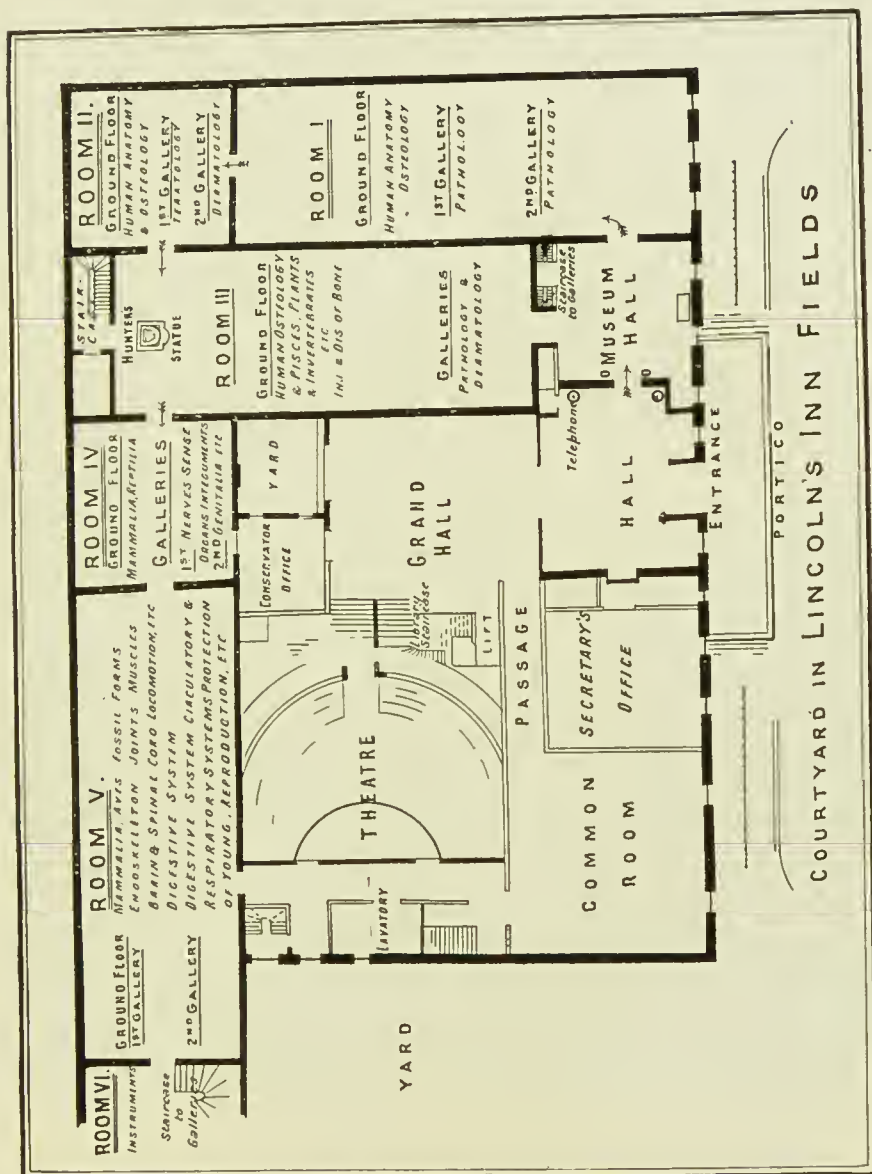 ROOM VI.
INSTRUMENTS
Staircase
to
Galleries
ROOM V.
GROUND FLOOR MAMMALIA, AVES FOSSIL FORMS
1ST GALLERY ENDOSKELETON JOINTS MUSCLES
BRAIN & SPINAL CORD LOCOMOTION, ETC
DIGESTIVE SYSTEM
2ND GALLERY DIGESTIVE SYSTEM CIRCULATORY &
RESPIRATORY SYSTEMS PROTECTION
OF YOUNG, REPRODUCTION, ETC
ROOM IV
GROUND FLOOR
MAMMALIA, REPTILIA
GALLERIES
1ST NERVES SENSE
ORGANS INTEGUMENTS
2ND GENITALIA ETC
STAIR-
CASE
HUNTERS
STATUE
ROOM III
GROUND FLOOR
HUMAN OSTEOLOGY
& PISCES, PLANTS
& INVERTEBRATES
ETC
INJ & DIS OF BONE
GALLERIES
PATHOLOGY &
DERMATOLOGY
ROOM II.
GROUND FLOOR
HUMAN ANATOMY
& OSTEOLOGY
1ST GALLERY
TERATOLOGY
2ND GALLERY
DERMATOLOGY
ROOM I
GROUND FLOOR
HUMAN ANATOMY
& OSTEOLOGY
1ST GALLERY
PATHOLOGY
2ND GALLERY
PATHOLOGY
CONSERVATOR
OFFICE
YARD
THEATRE
Library
Staircase
LIFT
GRAND
HALL
Staircase
to Galleries
MUSEUM
HALL
LAVATORY
PASSAGE
Telephone
HALL
YARD
COMMON
ROOM
SECRETARY'S
OFFICE
ENTRANCE
PORTICO
COURTYARD IN LINCOLN'S INN FIELDS